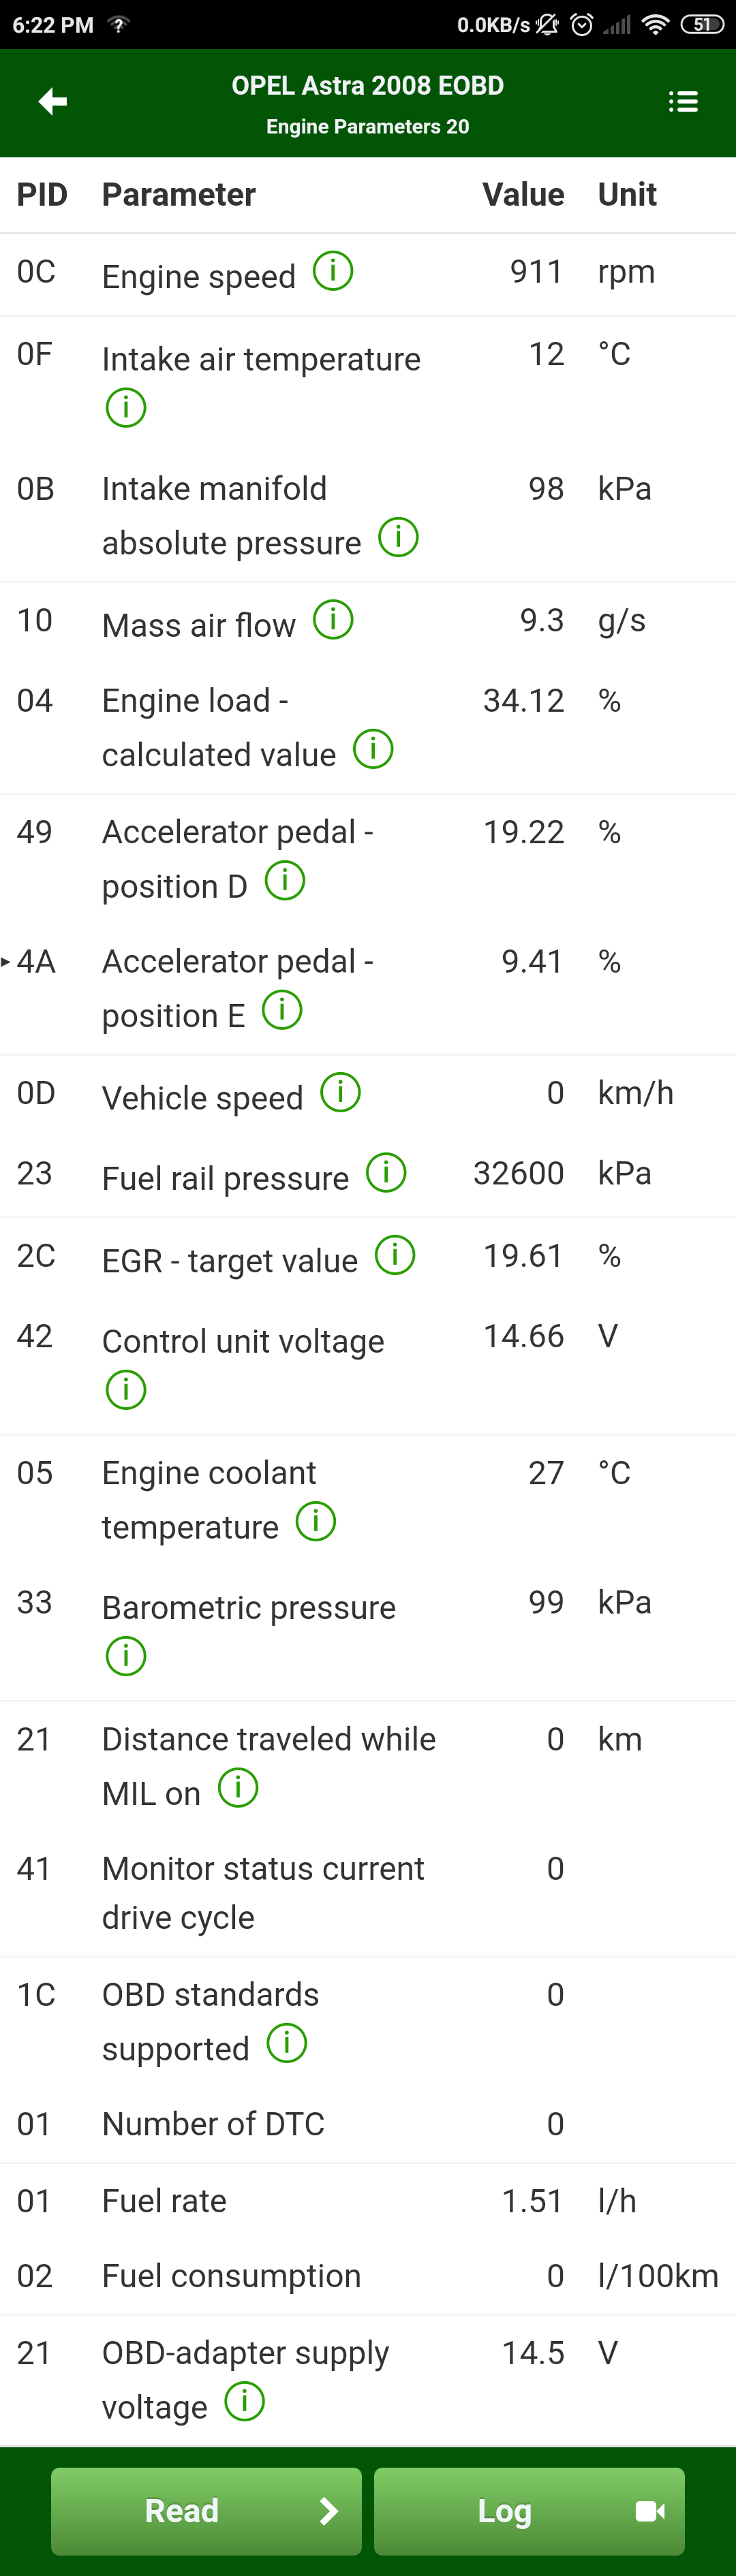 6:22 PM 0.0KB/s 51
OPEL Astra 2008 EOBD
Engine Parameters 20
PID Parameter Value Unit
0C Engine speed i 911 rpm
0F Intake air temperature 12 °C
i
0B Intake manifold 98 kPa
absolute pressure i
10 Mass air flow i 9.3 g/s
04 Engine load - 34.12 %
calculated value i
49 Accelerator pedal - 19.22 %
position D i
4A Accelerator pedal - 9.41 %
position E i
0D Vehicle speed i 0 km/h
23 Fuel rail pressure i 32600 kPa
2C EGR - target value i 19.61 %
42 Control unit voltage 14.66 V
i
05 Engine coolant 27 °C
temperature i
33 Barometric pressure 99 kPa
i
21 Distance traveled while 0 km
MIL on i
41 Monitor status current 0
drive cycle
1C OBD standards 0
supported i
01 Number of DTC 0
01 Fuel rate 1.51 l/h
02 Fuel consumption 0 l/100km
21 OBD-adapter supply 14.5 V
voltage i
Read Log